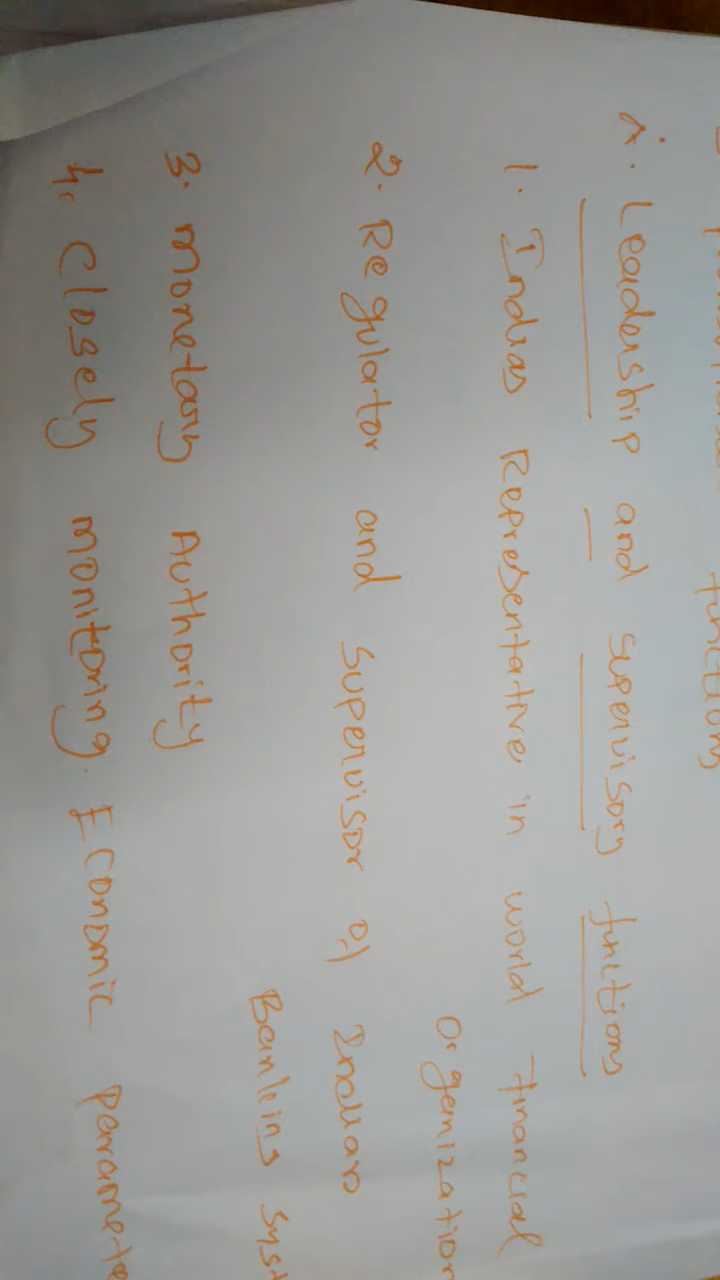 functions
i. Leadership and supervisory functions
1. Indias Representative in world Financial
Organization
2. Regulator and Supervisor of Indian
Banking Syst
3. Monetary Authority
4. Closely monitoring. Economic paramete